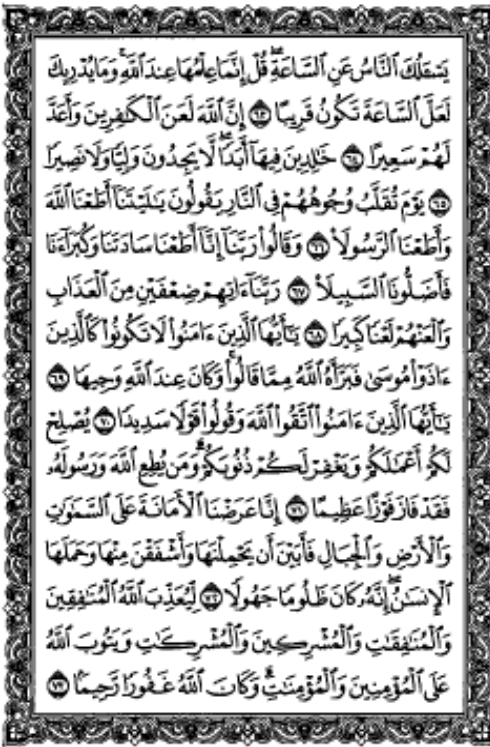 يَسْـَٔلُكَ ٱلنَّاسُ عَنِ ٱلسَّاعَةِۖ قُلْ إِنَّمَا عِلْمُهَا عِندَ ٱللَّهِۚ وَمَا يُدْرِيكَ
لَعَلَّ ٱلسَّاعَةَ تَكُونُ قَرِيبًا ٦٣ إِنَّ ٱللَّهَ لَعَنَ ٱلْكَـٰفِرِينَ وَأَعَدَّ
لَهُمْ سَعِيرًا ٦٤ خَـٰلِدِينَ فِيهَآ أَبَدًاۖ لَّا يَجِدُونَ وَلِيًّا وَلَا نَصِيرًا
٦٥ يَوْمَ تُقَلَّبُ وُجُوهُهُمْ فِى ٱلنَّارِ يَقُولُونَ يَـٰلَيْتَنَآ أَطَعْنَا ٱللَّهَ
وَأَطَعْنَا ٱلرَّسُولَا۠ ٦٦ وَقَالُوا۟ رَبَّنَآ إِنَّآ أَطَعْنَا سَادَتَنَا وَكُبَرَآءَنَا
فَأَضَلُّونَا ٱلسَّبِيلَا۠ ٦٧ رَبَّنَآ ءَاتِهِمْ ضِعْفَيْنِ مِنَ ٱلْعَذَابِ
وَٱلْعَنْهُمْ لَعْنًا كَبِيرًا ٦٨ يَـٰٓأَيُّهَا ٱلَّذِينَ ءَامَنُوا۟ لَا تَكُونُوا۟ كَٱلَّذِينَ
ءَاذَوْا۟ مُوسَىٰ فَبَرَّأَهُ ٱللَّهُ مِمَّا قَالُوا۟ۚ وَكَانَ عِندَ ٱللَّهِ وَجِيهًا ٦٩
يَـٰٓأَيُّهَا ٱلَّذِينَ ءَامَنُوا۟ ٱتَّقُوا۟ ٱللَّهَ وَقُولُوا۟ قَوْلًا سَدِيدًا ٧٠ يُصْلِحْ
لَكُمْ أَعْمَـٰلَكُمْ وَيَغْفِرْ لَكُمْ ذُنُوبَكُمْۗ وَمَن يُطِعِ ٱللَّهَ وَرَسُولَهُۥ
فَقَدْ فَازَ فَوْزًا عَظِيمًا ٧١ إِنَّا عَرَضْنَا ٱلْأَمَانَةَ عَلَى ٱلسَّمَـٰوَٰتِ
وَٱلْأَرْضِ وَٱلْجِبَالِ فَأَبَيْنَ أَن يَحْمِلْنَهَا وَأَشْفَقْنَ مِنْهَا وَحَمَلَهَا
ٱلْإِنسَـٰنُۖ إِنَّهُۥ كَانَ ظَلُومًا جَهُولًا ٧٢ لِّيُعَذِّبَ ٱللَّهُ ٱلْمُنَـٰفِقِينَ
وَٱلْمُنَـٰفِقَـٰتِ وَٱلْمُشْرِكِينَ وَٱلْمُشْرِكَـٰتِ وَيَتُوبَ ٱللَّهُ
عَلَى ٱلْمُؤْمِنِينَ وَٱلْمُؤْمِنَـٰتِۗ وَكَانَ ٱللَّهُ غَفُورًا رَّحِيمًا ٧٣